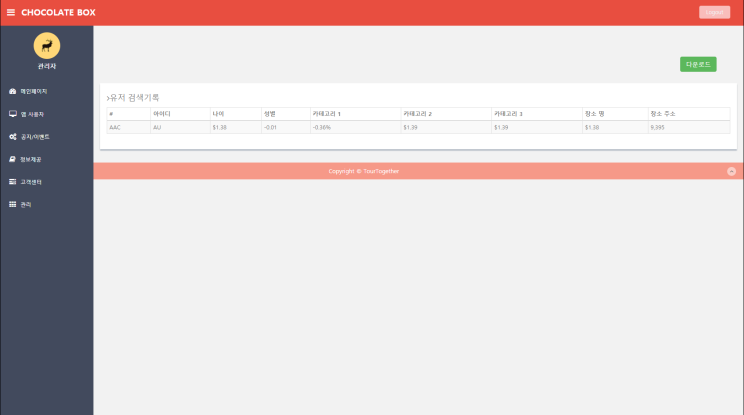 CHOCOLATE BOX
Logout
관리자
메인페이지
앱 사용자
공지/이벤트
정보제공
고객센터
관리
다운로드
›유저 검색기록
# 아이디 나이 성별 카테고리 1 카테고리 2 카테고리 3 장소 명 장소 주소
AAC AU $1.38 -0.01 -0.36% $1.39 $1.39 $1.38 9,395
Copyright © TourTogether